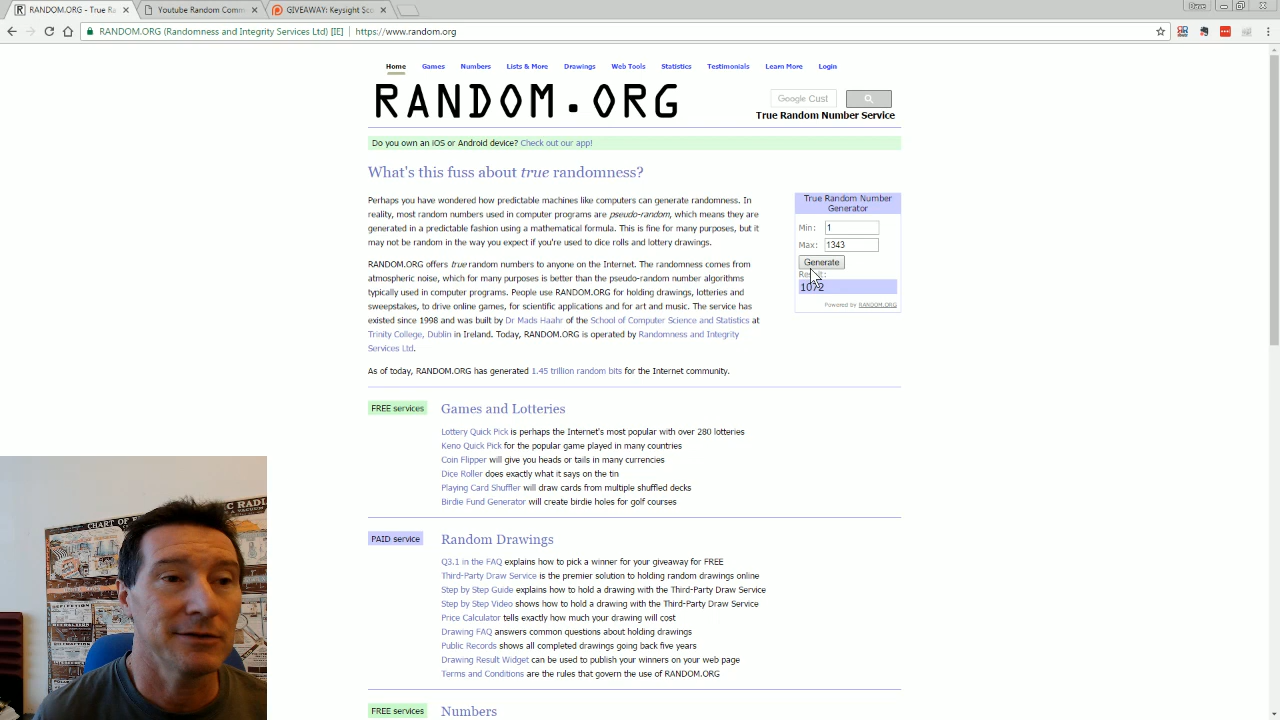 RANDOM.ORG - True Ra
Youtube Random Comm
GIVEAWAY: Keysight Sco
RANDOM.ORG (Randomness and Integrity Services Ltd) [IE] https://www.random.org
Home Games Numbers Lists & More Drawings Web Tools Statistics Testimonials Learn More Login
RANDOM.ORG
Google Cust
True Random Number Service
Do you own an iOS or Android device? Check out our app!
What's this fuss about true randomness?
Perhaps you have wondered how predictable machines like computers can generate randomness. In
reality, most random numbers used in computer programs are pseudo-random, which means they are
generated in a predictable fashion using a mathematical formula. This is fine for many purposes, but it
may not be random in the way you expect if you're used to dice rolls and lottery drawings.
RANDOM.ORG offers true random numbers to anyone on the Internet. The randomness comes from
atmospheric noise, which for many purposes is better than the pseudo-random number algorithms
typically used in computer programs. People use RANDOM.ORG for holding drawings, lotteries and
sweepstakes, to drive online games, for scientific applications and for art and music. The service has
existed since 1998 and was built by Dr Mads Haahr of the School of Computer Science and Statistics at
Trinity College, Dublin in Ireland. Today, RANDOM.ORG is operated by Randomness and Integrity
Services Ltd.
As of today, RANDOM.ORG has generated 1.45 trillion random bits for the Internet community.
True Random Number
Generator
Min: 1
Max: 1343
Generate
Powered by RANDOM.ORG
FREE services
Games and Lotteries
Lottery Quick Pick is perhaps the Internet's most popular with over 280 lotteries
Keno Quick Pick for the popular game played in many countries
Coin Flipper will give you heads or tails in many currencies
Dice Roller does exactly what it says on the tin
Playing Card Shuffler will draw cards from multiple shuffled decks
Birdie Fund Generator will create birdie holes for golf courses
PAID service
Random Drawings
Q3.1 in the FAQ explains how to pick a winner for your giveaway for FREE
Third-Party Draw Service is the premier solution to holding random drawings online
Step by Step Guide explains how to hold a drawing with the Third-Party Draw Service
Step by Step Video shows how to hold a drawing with the Third-Party Draw Service
Price Calculator tells exactly how much your drawing will cost
Drawing FAQ answers common questions about holding drawings
Public Records shows all completed drawings going back five years
Drawing Result Widget can be used to publish your winners on your web page
Terms and Conditions are the rules that govern the use of RANDOM.ORG
FREE services
Numbers
CHART OF